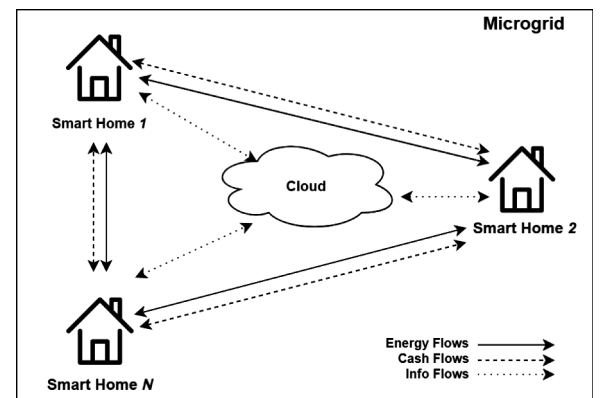 Microgrid
Smart Home 1
Cloud
Smart Home 2
Smart Home N
Energy Flows
Cash Flows
Info Flows